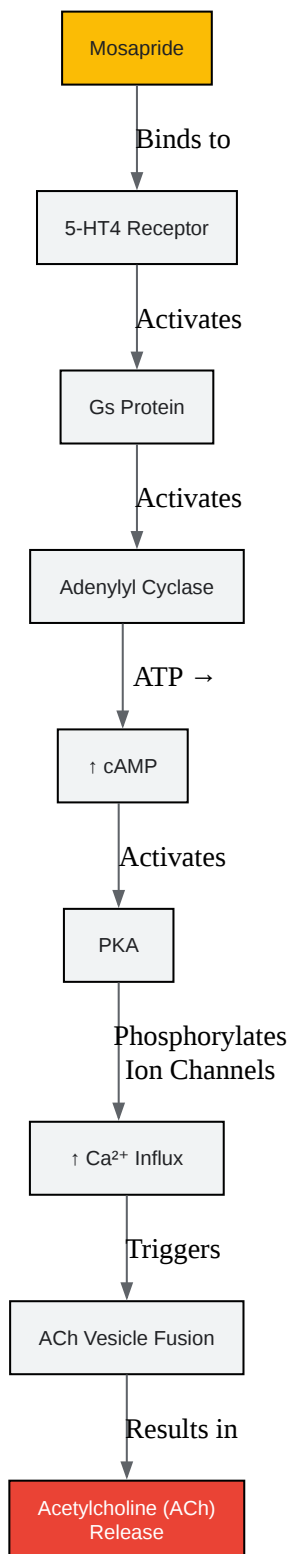 Mosapride
Binds to
5-HT4 Receptor
Activates
Gs Protein
Activates
Adenylyl Cyclase
ATP →
↑ cAMP
Activates
PKA
Phosphorylates
Ion Channels
↑ Ca²⁺ Influx
Triggers
ACh Vesicle Fusion
Results in
Acetylcholine (ACh)
Release